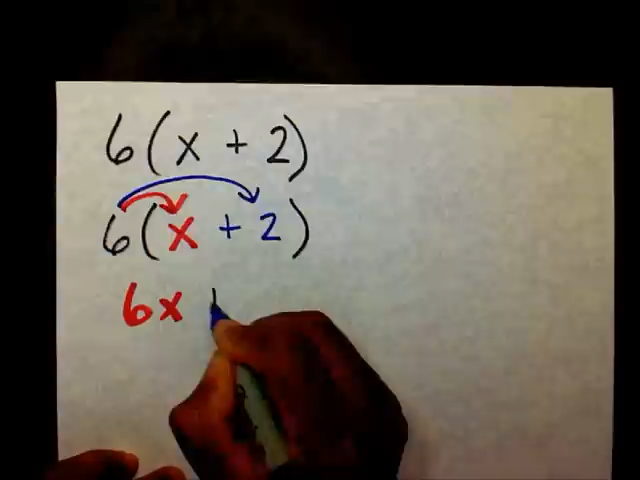 6(x + 2)
6(x + 2)
6x